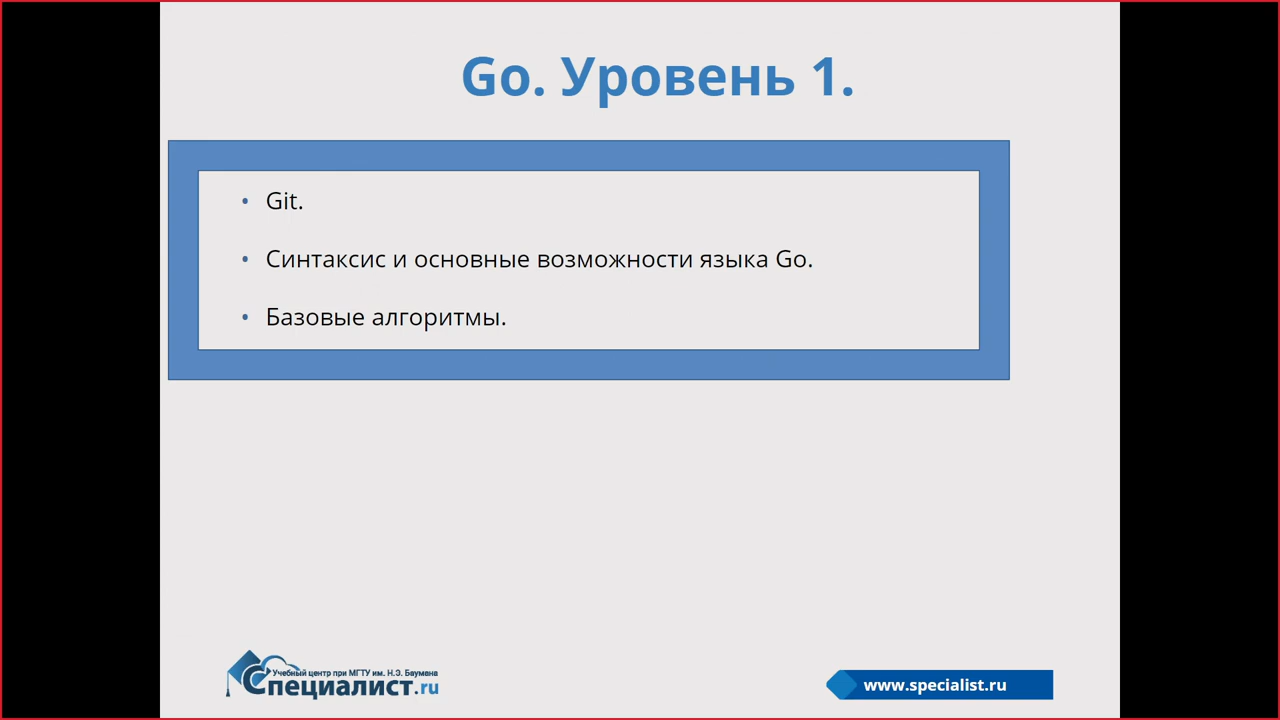 Go. Уровень 1.
• Git.
• Синтаксис и основные возможности языка Go.
• Базовые алгоритмы.
Учебный центр при МГТУ им. Н.Э. Баумана
Специалист.ru
www.specialist.ru